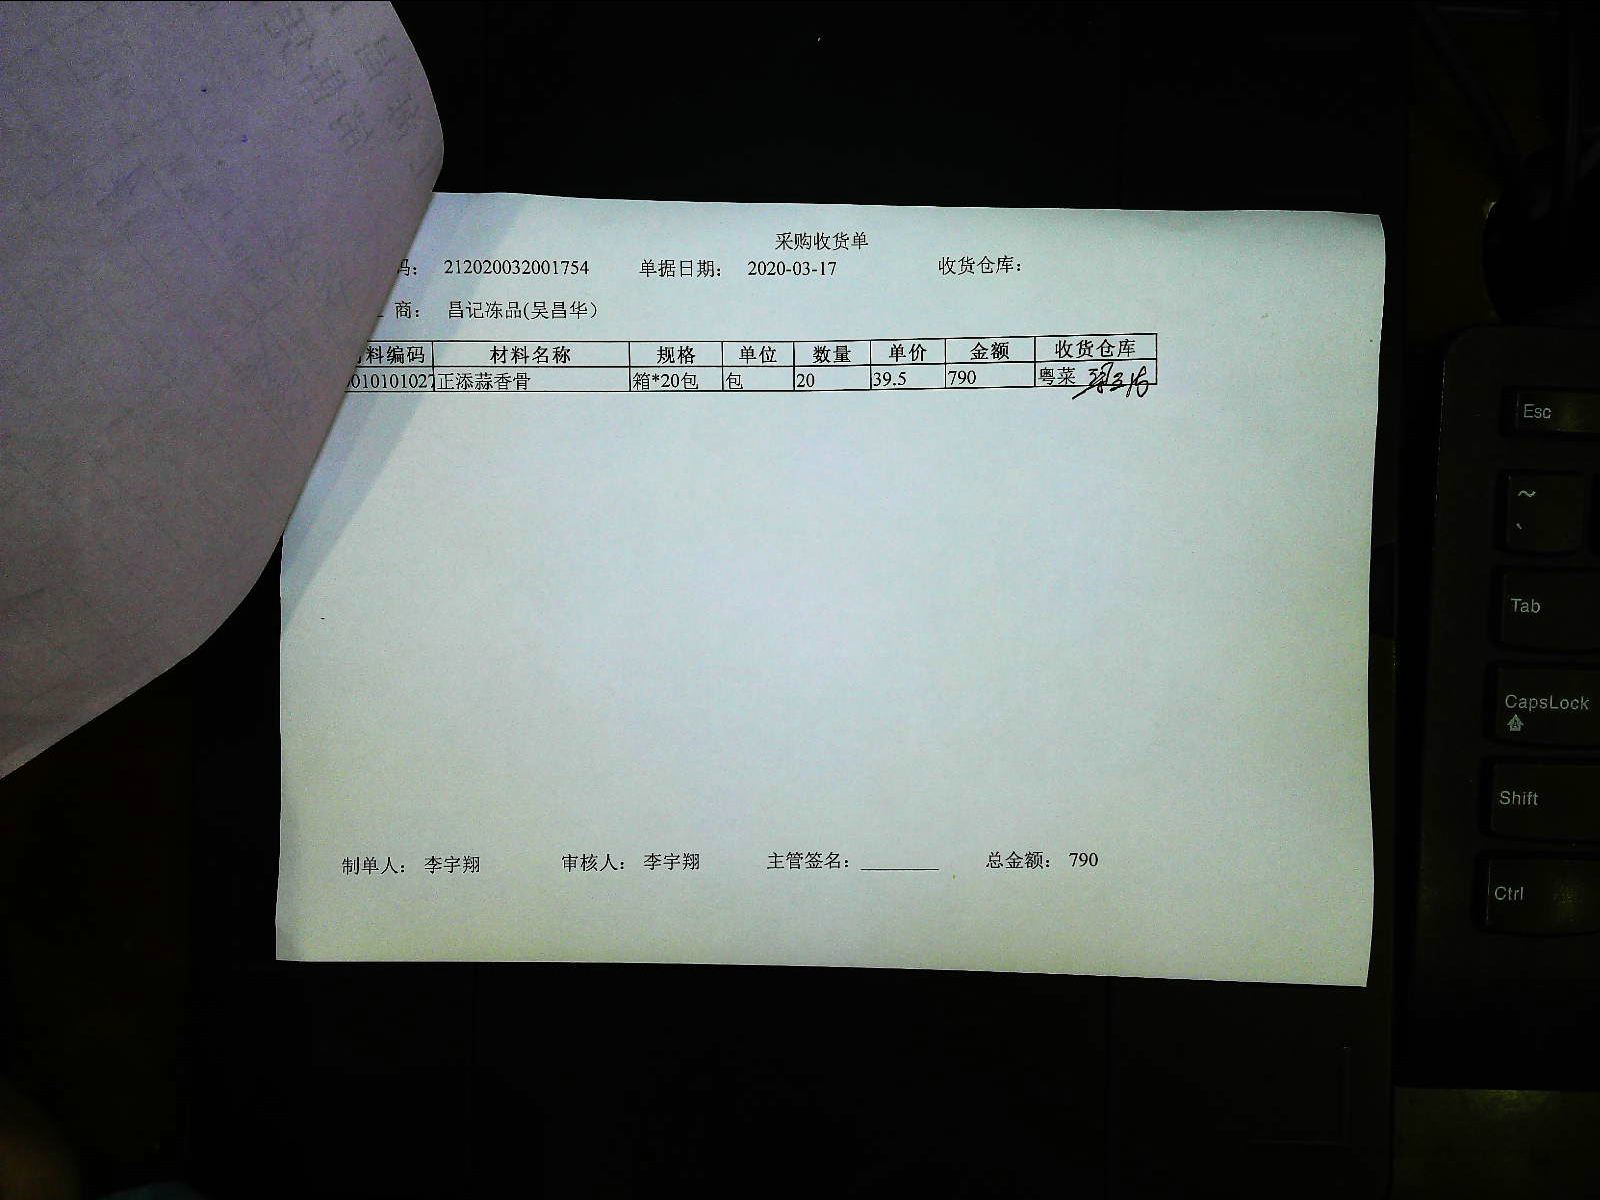 采购收货单
码： 212020032001754 单据日期： 2020-03-17 收货仓库：
商： 昌记冻品(吴昌华）
料编码 材料名称 规格 单位 数量 单价 金额 收货仓库
010101027 正添蒜香骨 箱*20包 包 20 39.5 790 粤菜
制单人： 李宇翔 审核人： 李宇翔 主管签名： 总金额： 790
Esc
~
`
Tab
CapsLock
Shift
Ctrl